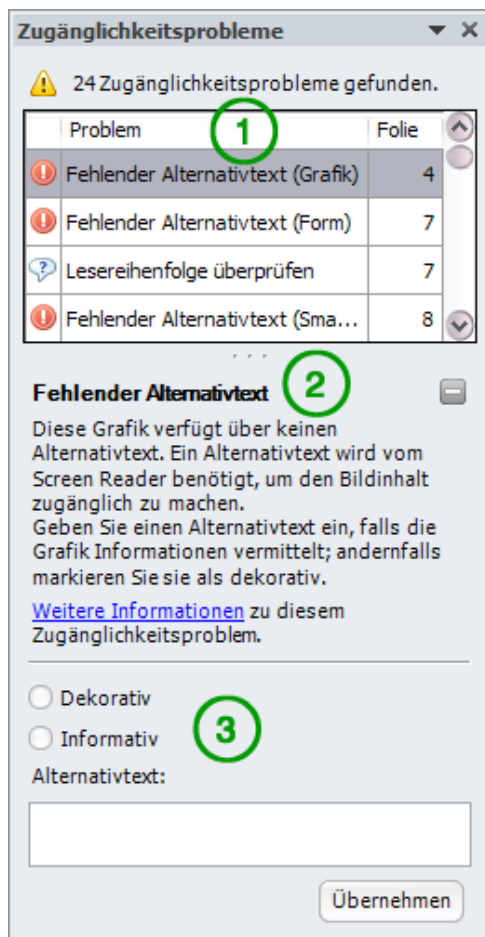 Zugänglichkeitsprobleme
24 Zugänglichkeitsprobleme gefunden.
Problem 1 Folie
Fehlender Alternativtext (Grafik) 4
Fehlender Alternativtext (Form) 7
Lesereihenfolge überprüfen 7
Fehlender Alternativtext (Sma... 8
Fehlender Alternativtext 2
Diese Grafik verfügt über keinen
Alternativtext. Ein Alternativtext wird vom
Screen Reader benötigt, um den Bildinhalt
zugänglich zu machen.
Geben Sie einen Alternativtext ein, falls die
Grafik Informationen vermittelt; andernfalls
markieren Sie sie als dekorativ.
Weitere Informationen zu diesem
Zugänglichkeitsproblem.
Dekorativ
3
Informativ
Alternativtext:
Übernehmen